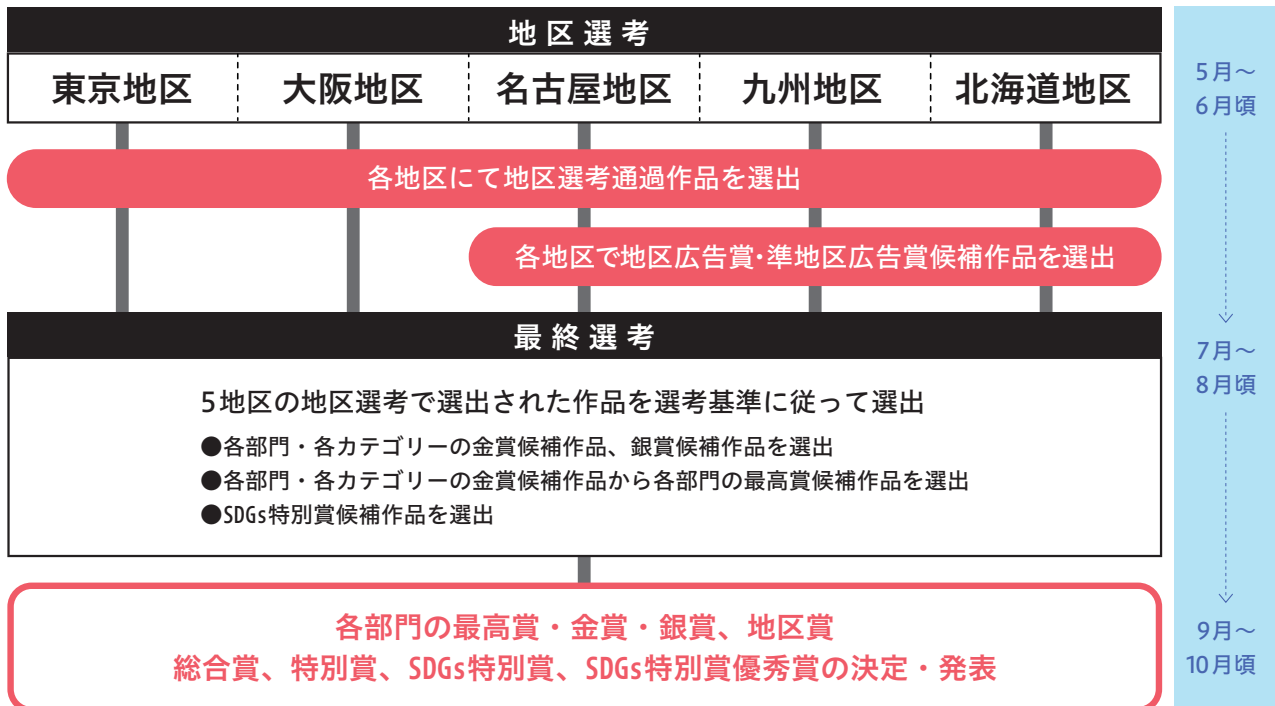 地区選考
東京地区
大阪地区
名古屋地区
九州地区
北海道地区
各地区にて地区選考通過作品を選出
各地区で地区広告賞・準地区広告賞候補作品を選出
最終選考
5地区の地区選考で選出された作品を選考基準に従って選出
●各部門・各カテゴリーの金賞候補作品、銀賞候補作品を選出
●各部門・各カテゴリーの金賞候補作品から各部門の最高賞候補作品を選出
●SDGs特別賞候補作品を選出
各部門の最高賞・金賞・銀賞、地区賞
総合賞、特別賞、SDGs特別賞、SDGs特別賞優秀賞の決定・発表
5月〜
6月頃
7月〜
8月頃
9月〜
10月頃